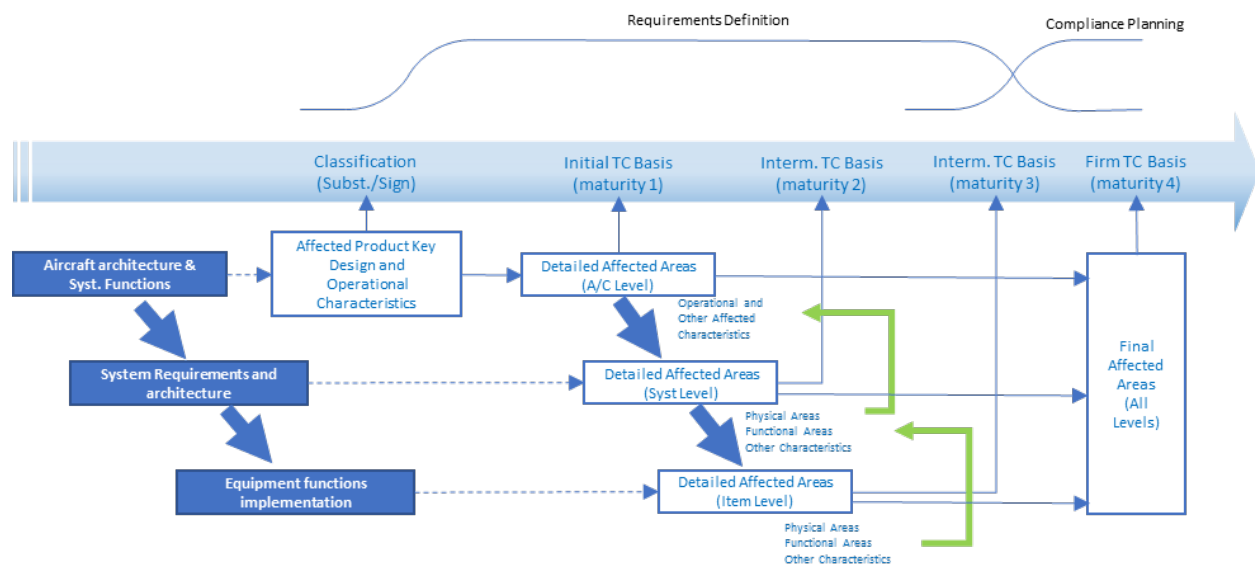 Requirements Definition
Compliance Planning
Classification
(Subst./Sign)
Initial TC Basis
(maturity 1)
Interm. TC Basis
(maturity 2)
Interm. TC Basis
(maturity 3)
Firm TC Basis
(maturity 4)
Aircraft architecture &
Syst. Functions
Affected Product Key
Design and
Operational
Characteristics
Detailed Affected Areas
(A/C Level)
Operational and
Other Affected
Characteristics
System Requirements and
architecture
Detailed Affected Areas
(Syst Level)
Physical Areas
Functional Areas
Other Characteristics
Equipment functions
implementation
Detailed Affected Areas
(Item Level)
Physical Areas
Functional Areas
Other Characteristics
Final
Affected
Areas
(All
Levels)